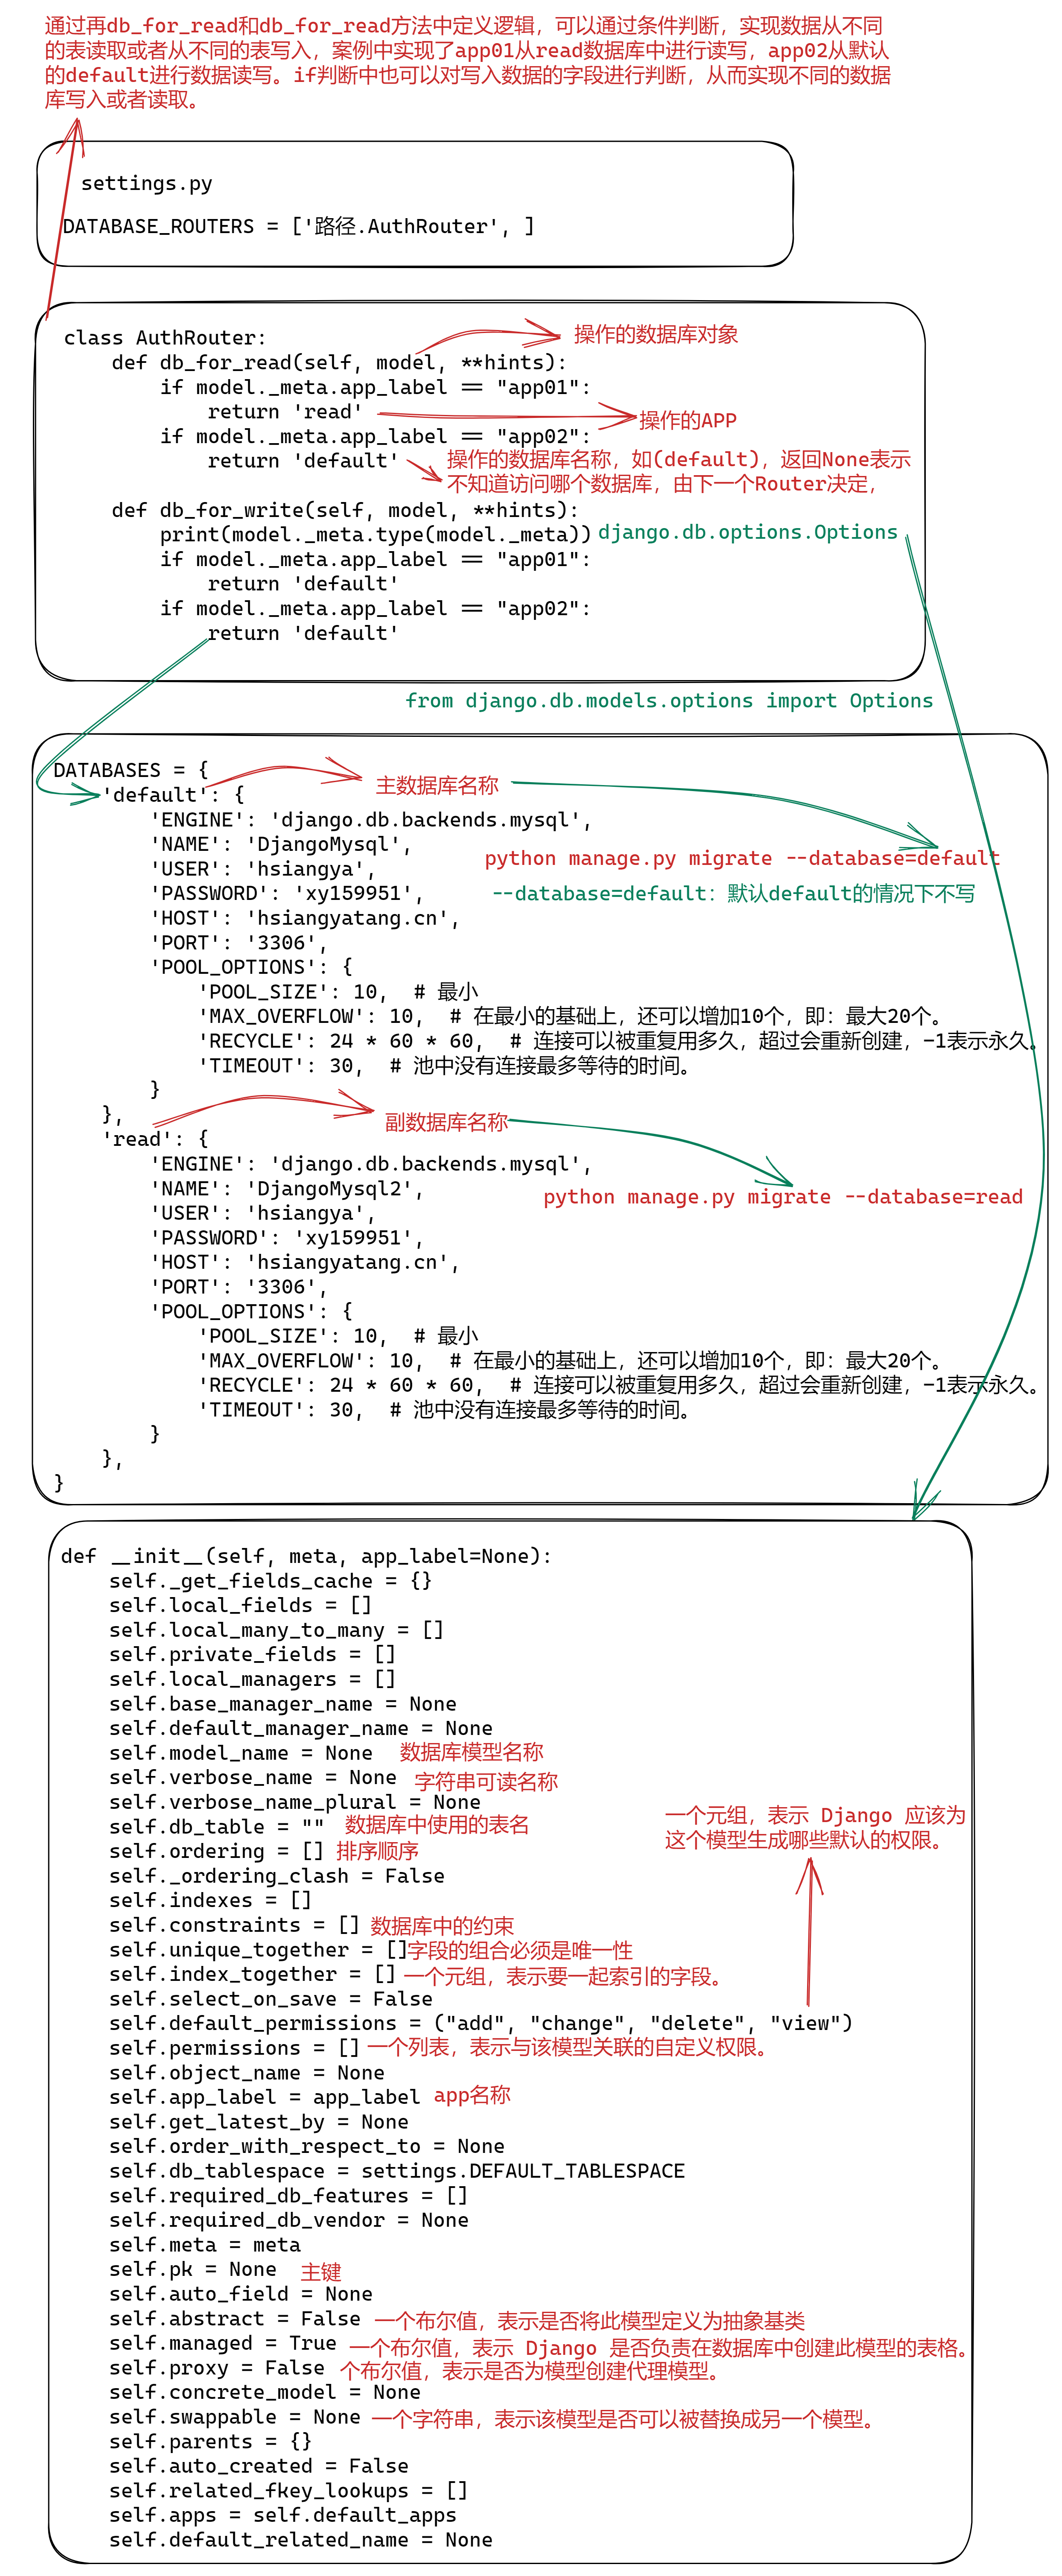 通过再db_for_read和db_for_read方法中定义逻辑，可以通过条件判断，实现数据从不同
的表读取或者从不同的表写入，案例中实现了app01从read数据库中进行读写，app02从默认
的default进行数据读写。if判断中也可以对写入数据的字段进行判断，从而实现不同的数据
库写入或者读取。
settings.py
DATABASE_ROUTERS = ['路径.AuthRouter', ]
class AuthRouter:
操作的数据库对象
    def db_for_read(self, model, **hints):
        if model._meta.app_label == "app01":
            return 'read'
操作的APP
        if model._meta.app_label == "app02":
            return 'default'
操作的数据库名称，如(default)，返回None表示
不知道访问哪个数据库，由下一个Router决定，
    def db_for_write(self, model, **hints):
        print(model._meta.type(model._meta)) django.db.options.Options
        if model._meta.app_label == "app01":
            return 'default'
        if model._meta.app_label == "app02":
            return 'default'
from django.db.models.options import Options
DATABASES = {
    'default': {
主数据库名称
        'ENGINE': 'django.db.backends.mysql',
        'NAME': 'DjangoMysql',
python manage.py migrate --database=default
        'USER': 'hsiangya',
        'PASSWORD': 'xy159951',
--database=default：默认default的情况下不写
        'HOST': 'hsiangyatang.cn',
        'PORT': '3306',
        'POOL_OPTIONS': {
            'POOL_SIZE': 10,  # 最小
            'MAX_OVERFLOW': 10,  # 在最小的基础上，还可以增加10个，即：最大20个。
            'RECYCLE': 24 * 60 * 60,  # 连接可以被重复用多久，超过会重新创建，-1表示永久。
            'TIMEOUT': 30,  # 池中没有连接最多等待的时间。
        }
    },
副数据库名称
    'read': {
        'ENGINE': 'django.db.backends.mysql',
        'NAME': 'DjangoMysql2',
python manage.py migrate --database=read
        'USER': 'hsiangya',
        'PASSWORD': 'xy159951',
        'HOST': 'hsiangyatang.cn',
        'PORT': '3306',
        'POOL_OPTIONS': {
            'POOL_SIZE': 10,  # 最小
            'MAX_OVERFLOW': 10,  # 在最小的基础上，还可以增加10个，即：最大20个。
            'RECYCLE': 24 * 60 * 60,  # 连接可以被重复用多久，超过会重新创建，-1表示永久。
            'TIMEOUT': 30,  # 池中没有连接最多等待的时间。
        }
    },
}
def __init__(self, meta, app_label=None):
    self._get_fields_cache = {}
    self.local_fields = []
    self.local_many_to_many = []
    self.private_fields = []
    self.local_managers = []
    self.base_manager_name = None
    self.default_manager_name = None
    self.model_name = None 数据库模型名称
    self.verbose_name = None 字符串可读名称
    self.verbose_name_plural = None
    self.db_table = "" 数据库中使用的表名
一个元组，表示 Django 应该为
这个模型生成哪些默认的权限。
    self.ordering = [] 排序顺序
    self._ordering_clash = False
    self.indexes = []
    self.constraints = [] 数据库中的约束
    self.unique_together = []字段的组合必须是唯一性
    self.index_together = [] 一个元组，表示要一起索引的字段。
    self.select_on_save = False
    self.default_permissions = ("add", "change", "delete", "view")
    self.permissions = [] 一个列表，表示与该模型关联的自定义权限。
    self.object_name = None
    self.app_label = app_label app名称
    self.get_latest_by = None
    self.order_with_respect_to = None
    self.db_tablespace = settings.DEFAULT_TABLESPACE
    self.required_db_features = []
    self.required_db_vendor = None
    self.meta = meta
    self.pk = None 主键
    self.auto_field = None
    self.abstract = False 一个布尔值，表示是否将此模型定义为抽象基类
    self.managed = True 一个布尔值，表示 Django 是否负责在数据库中创建此模型的表格。
    self.proxy = False 个布尔值，表示是否为模型创建代理模型。
    self.concrete_model = None
    self.swappable = None 一个字符串，表示该模型是否可以被替换成另一个模型。
    self.parents = {}
    self.auto_created = False
    self.related_fkey_lookups = []
    self.apps = self.default_apps
    self.default_related_name = None